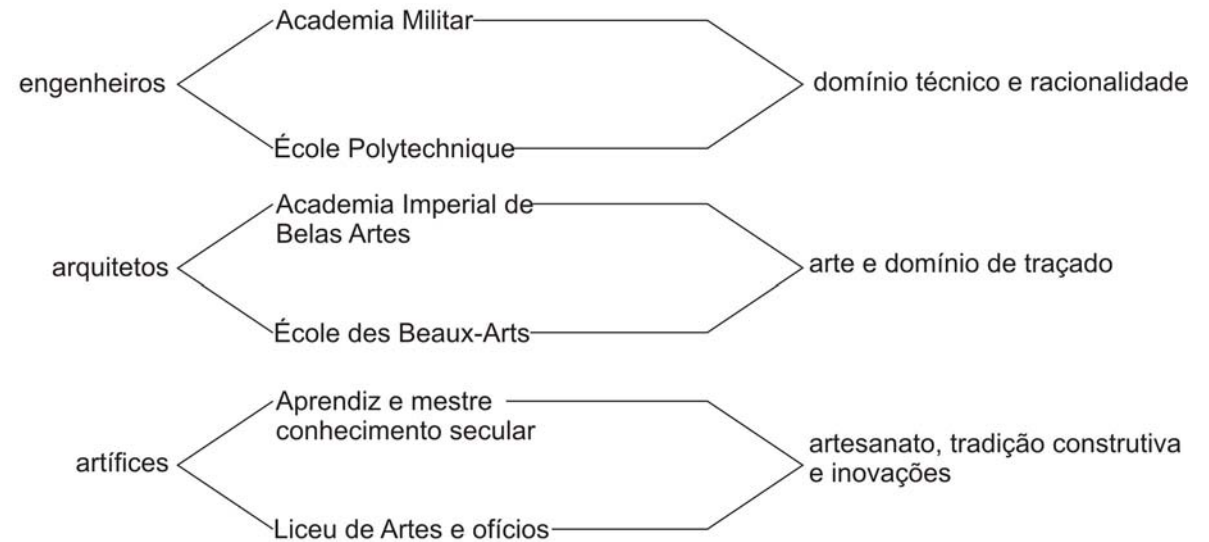 Academia Militar
engenheiros
domínio técnico e racionalidade
École Polytechnique
Academia Imperial de
Belas Artes
arquitetos
arte e domínio de traçado
École des Beaux-Arts
Aprendiz e mestre
conhecimento secular
artífices
artesanato, tradição construtiva
e inovações
Liceu de Artes e ofícios